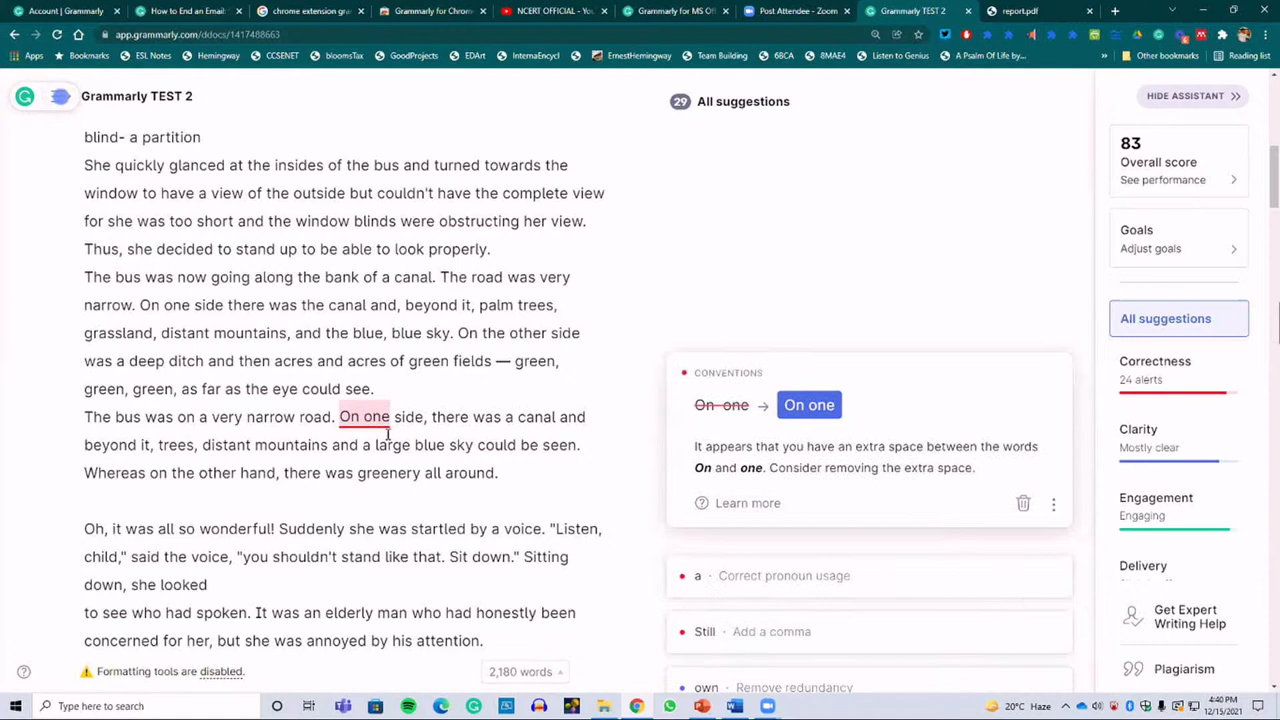 Account | Grammarly
How to End an Email:
chrome extension gra
Grammarly for Chrom
NCERT OFFICIAL - You
Grammarly for MS Off
Post Attendee - Zoom
Grammarly TEST 2
report.pdf
app.grammarly.com/ddocs/1417488663
Apps
Bookmarks
ESL Notes
Hemingway
CCSENET
bloomsTax
GoodProjects
EDArt
InternaEncycl
ErnestHemingway
Team Building
6BCA
8MAE4
Listen to Genius
A Psalm Of Life by...
Other bookmarks
Reading list
Grammarly TEST 2
29 All suggestions
HIDE ASSISTANT
blind- a partition
She quickly glanced at the insides of the bus and turned towards the
window to have a view of the outside but couldn't have the complete view
for she was too short and the window blinds were obstructing her view.
Thus, she decided to stand up to be able to look properly.
The bus was now going along the bank of a canal. The road was very
narrow. On one side there was the canal and, beyond it, palm trees,
grassland, distant mountains, and the blue, blue sky. On the other side
was a deep ditch and then acres and acres of green fields — green,
green, green, as far as the eye could see.
The bus was on a very narrow road. On one side, there was a canal and
beyond it, trees, distant mountains and a large blue sky could be seen.
Whereas on the other hand, there was greenery all around.
Oh, it was all so wonderful! Suddenly she was startled by a voice. "Listen,
child," said the voice, "you shouldn't stand like that. Sit down." Sitting
down, she looked
to see who had spoken. It was an elderly man who had honestly been
concerned for her, but she was annoyed by his attention.
Formatting tools are disabled.
2,180 words
CONVENTIONS
On one → On one
It appears that you have an extra space between the words
On and one. Consider removing the extra space.
Learn more
a · Correct pronoun usage
Still · Add a comma
own · Remove redundancy
83
Overall score
See performance
Goals
Adjust goals
All suggestions
Correctness
24 alerts
Clarity
Mostly clear
Engagement
Engaging
Delivery
Get Expert
Writing Help
Plagiarism
Type here to search
20°C Haze
ENG
4:40 PM
12/15/2021